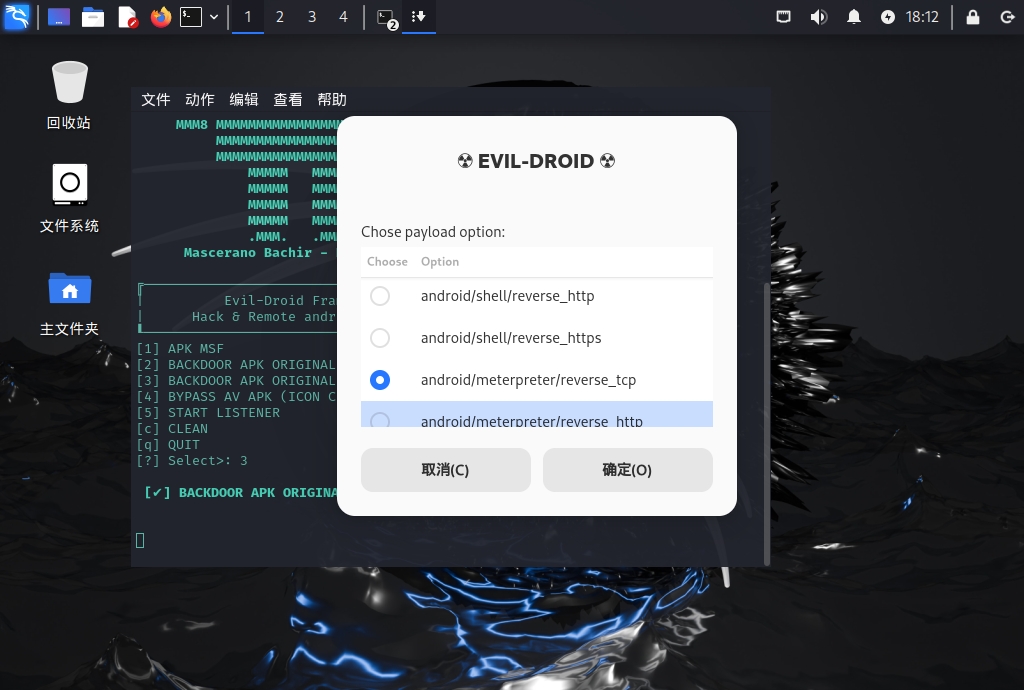 1 2 3 4 2 18:12
回收站
文件系统
主文件夹
文件 动作 编辑 查看 帮助
MMM8 MMMMMMMMMMMMMMMM
MMMMMMMMMMMMMMM
MMMMMMMMMMMMMMM
MMMMM MMM
MMMMM MMM
MMMMM MMM
MMMMM MMM
.MMM. .MM
Mascerano Bachir –
Evil-Droid Fra
Hack & Remote andr
[1] APK MSF
[2] BACKDOOR APK ORIGINAL
[3] BACKDOOR APK ORIGINAL
[4] BYPASS AV APK (ICON C
[5] START LISTENER
[c] CLEAN
[q] QUIT
[?] Select>: 3
[✔] BACKDOOR APK ORIGINA
☢ EVIL-DROID ☢
Chose payload option:
Choose Option
android/shell/reverse_http
android/shell/reverse_https
android/meterpreter/reverse_tcp
android/meterpreter/reverse_http
取消(C) 确定(O)